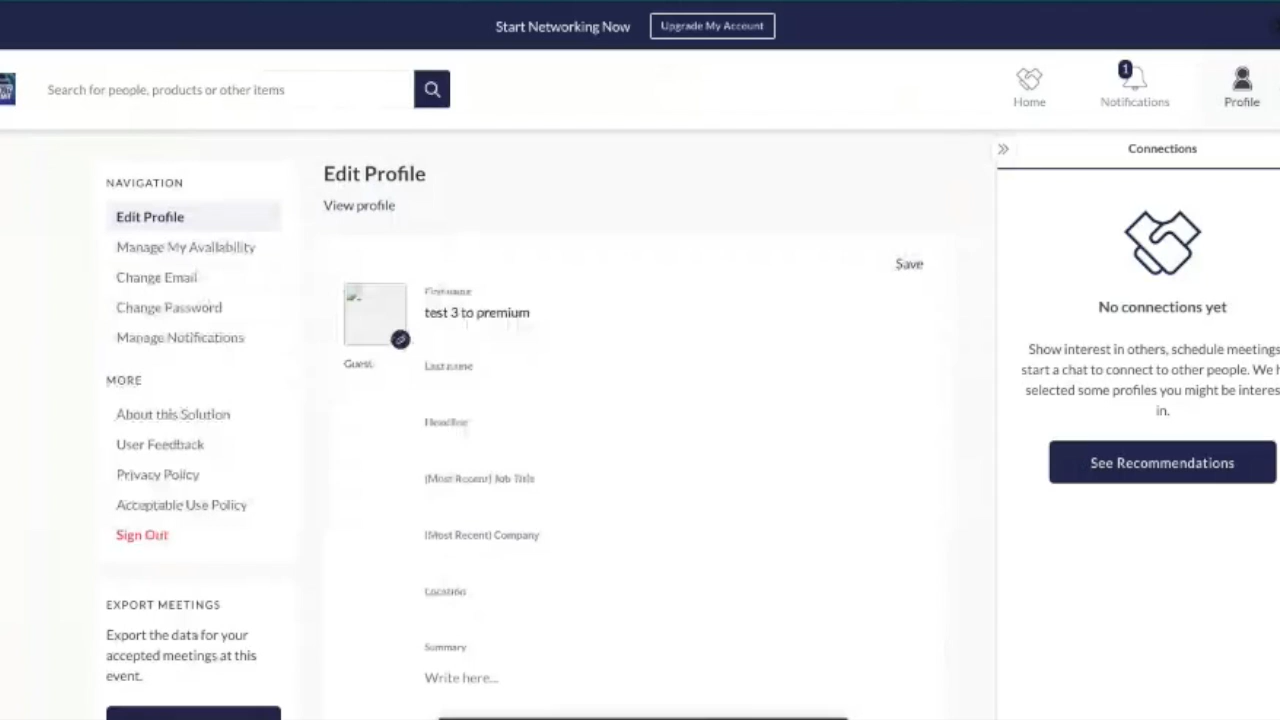 Start Networking Now
Upgrade My Account
Search for people, products or other items
Home
1
Notifications
Profile
NAVIGATION
Edit Profile
Manage My Availability
Change Email
Change Password
Manage Notifications
MORE
About this Solution
User Feedback
Privacy Policy
Acceptable Use Policy
Sign Out
EXPORT MEETINGS
Export the data for your
accepted meetings at this
event.
Edit Profile
View profile
Save
First name
test 3 to premium
Guest
Last name
Headline
(Most Recent) Job Title
(Most Recent) Company
Location
Summary
Write here...
Connections
No connections yet
Show interest in others, schedule meetings
start a chat to connect to other people. We
selected some profiles you might be
in.
See Recommendations